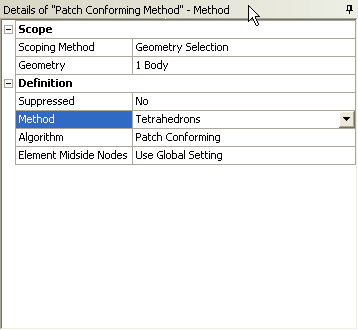 Details of "Patch Conforming Method" - Method
Scope
Scoping Method Geometry Selection
Geometry 1 Body
Definition
Suppressed No
Method Tetrahedrons
Algorithm Patch Conforming
Element Midside Nodes Use Global Setting